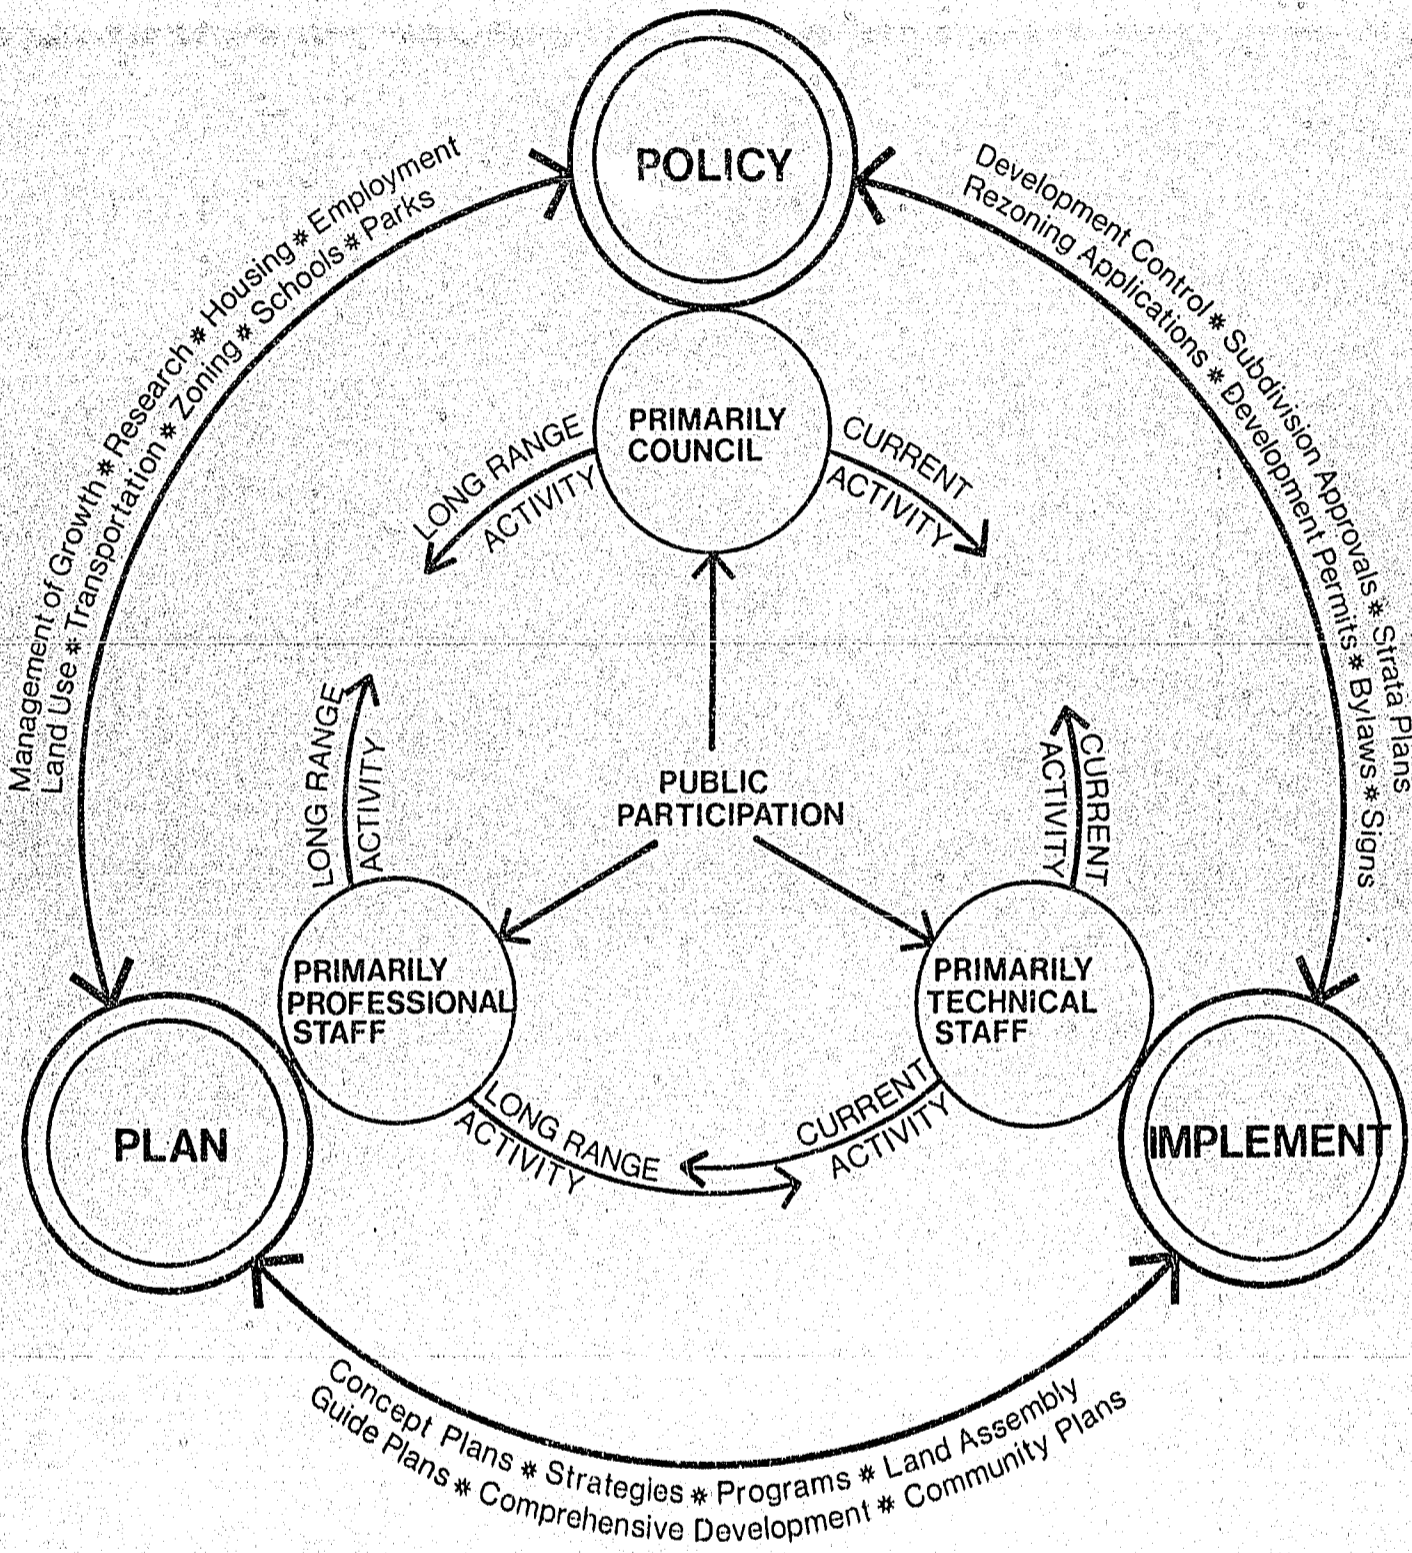 POLICY
Management of Growth * Research * Housing * Employment
Land Use * Transportation * Zoning * Schools * Parks
Development Control * Subdivision Approvals * Strata Plans
Rezoning Applications * Development Permits * Bylaws * Signs
PRIMARILY
COUNCIL
LONG RANGE
ACTIVITY
CURRENT
ACTIVITY
LONG RANGE
ACTIVITY
CURRENT
ACTIVITY
PUBLIC
PARTICIPATION
PRIMARILY
PROFESSIONAL
STAFF
PRIMARILY
TECHNICAL
STAFF
LONG RANGE
ACTIVITY
CURRENT
ACTIVITY
PLAN
IMPLEMENT
Concept Plans * Strategies * Programs * Land Assembly
Guide Plans * Comprehensive Development * Community Plans